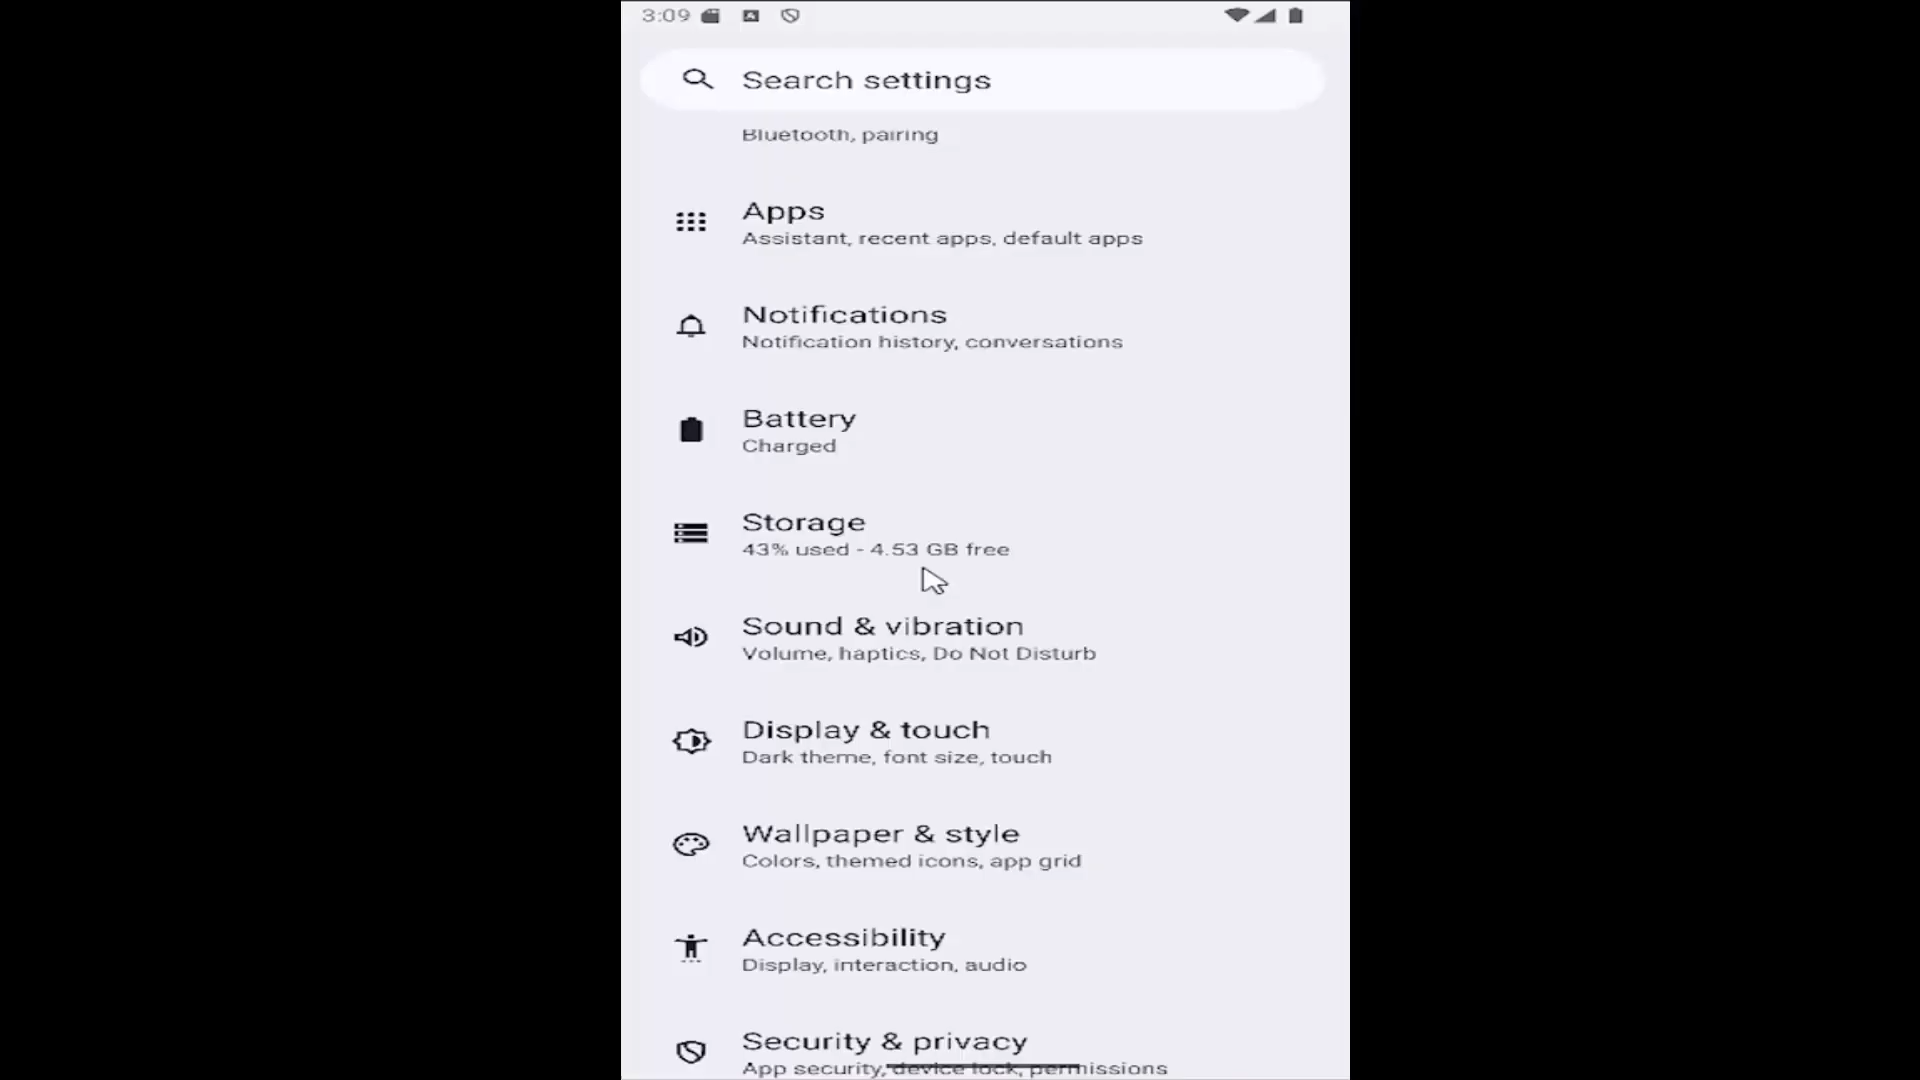 3:09
Search settings
Bluetooth, pairing
Apps
Assistant, recent apps, default apps
Notifications
Notification history, conversations
Battery
Charged
Storage
43% used - 4.53 GB free
Sound & vibration
Volume, haptics, Do Not Disturb
Display & touch
Dark theme, font size, touch
Wallpaper & style
Colors, themed icons, app grid
Accessibility
Display, interaction, audio
Security & privacy
App security, device lock, permissions